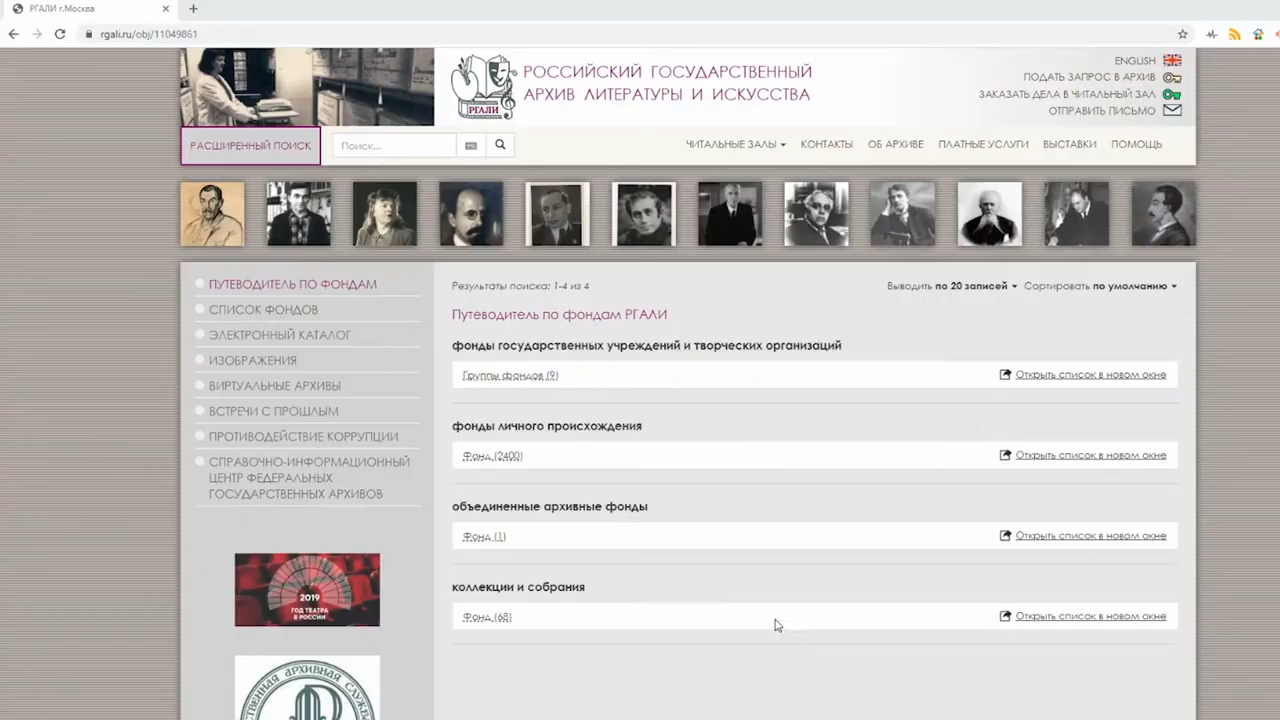 РГАЛИ г.Москва
rgali.ru/obj/11049861
РГАЛИ
РОССИЙСКИЙ ГОСУДАРСТВЕННЫЙ
АРХИВ ЛИТЕРАТУРЫ И ИСКУССТВА
ENGLISH
ПОДАТЬ ЗАПРОС В АРХИВ
ЗАКАЗАТЬ ДЕЛА В ЧИТАЛЬНЫЙ ЗАЛ
ОТПРАВИТЬ ПИСЬМО
РАСШИРЕННЫЙ ПОИСК
Поиск...
ЧИТАЛЬНЫЕ ЗАЛЫ КОНТАКТЫ ОБ АРХИВЕ ПЛАТНЫЕ УСЛУГИ ВЫСТАВКИ ПОМОЩЬ
ПУТЕВОДИТЕЛЬ ПО ФОНДАМ
СПИСОК ФОНДОВ
ЭЛЕКТРОННЫЙ КАТАЛОГ
ИЗОБРАЖЕНИЯ
ВИРТУАЛЬНЫЕ АРХИВЫ
ВСТРЕЧИ С ПРОШЛЫМ
ПРОТИВОДЕЙСТВИЕ КОРРУПЦИИ
СПРАВОЧНО-ИНФОРМАЦИОННЫЙ
ЦЕНТР ФЕДЕРАЛЬНЫХ
ГОСУДАРСТВЕННЫХ АРХИВОВ
2019
ГОД ТЕАТРА
В РОССИИ
Результаты поиска: 1-4 из 4
Выводить по 20 записей Сортировать по умолчанию
Путеводитель по фондам РГАЛИ
фонды государственных учреждений и творческих организаций
Группы фондов (9) Открыть список в новом окне
фонды личного происхождения
Фонд (2400) Открыть список в новом окне
объединенные архивные фонды
Фонд (1) Открыть список в новом окне
коллекции и собрания
Фонд (68) Открыть список в новом окне